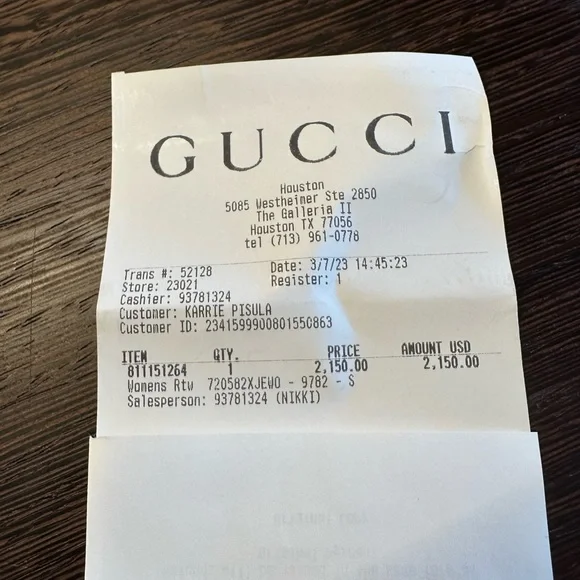 GUCCI
Houston
5085 Westheimer Ste 2850
The Galleria II
Houston TX 77056
tel (713) 961-0778
Trans #: 52128 Date: 3/7/23 14:45:23
Store: 23021 Register: 1
Cashier: 93781324
Customer: KARRIE PISULA
Customer ID: 2341599900801550863
ITEM QTY. PRICE AMOUNT USD
811151264 1 2,150.00 2,150.00
Womens Rtw 720582XJEWO - 9782 - S
Salesperson: 93781324 (NIKKI)